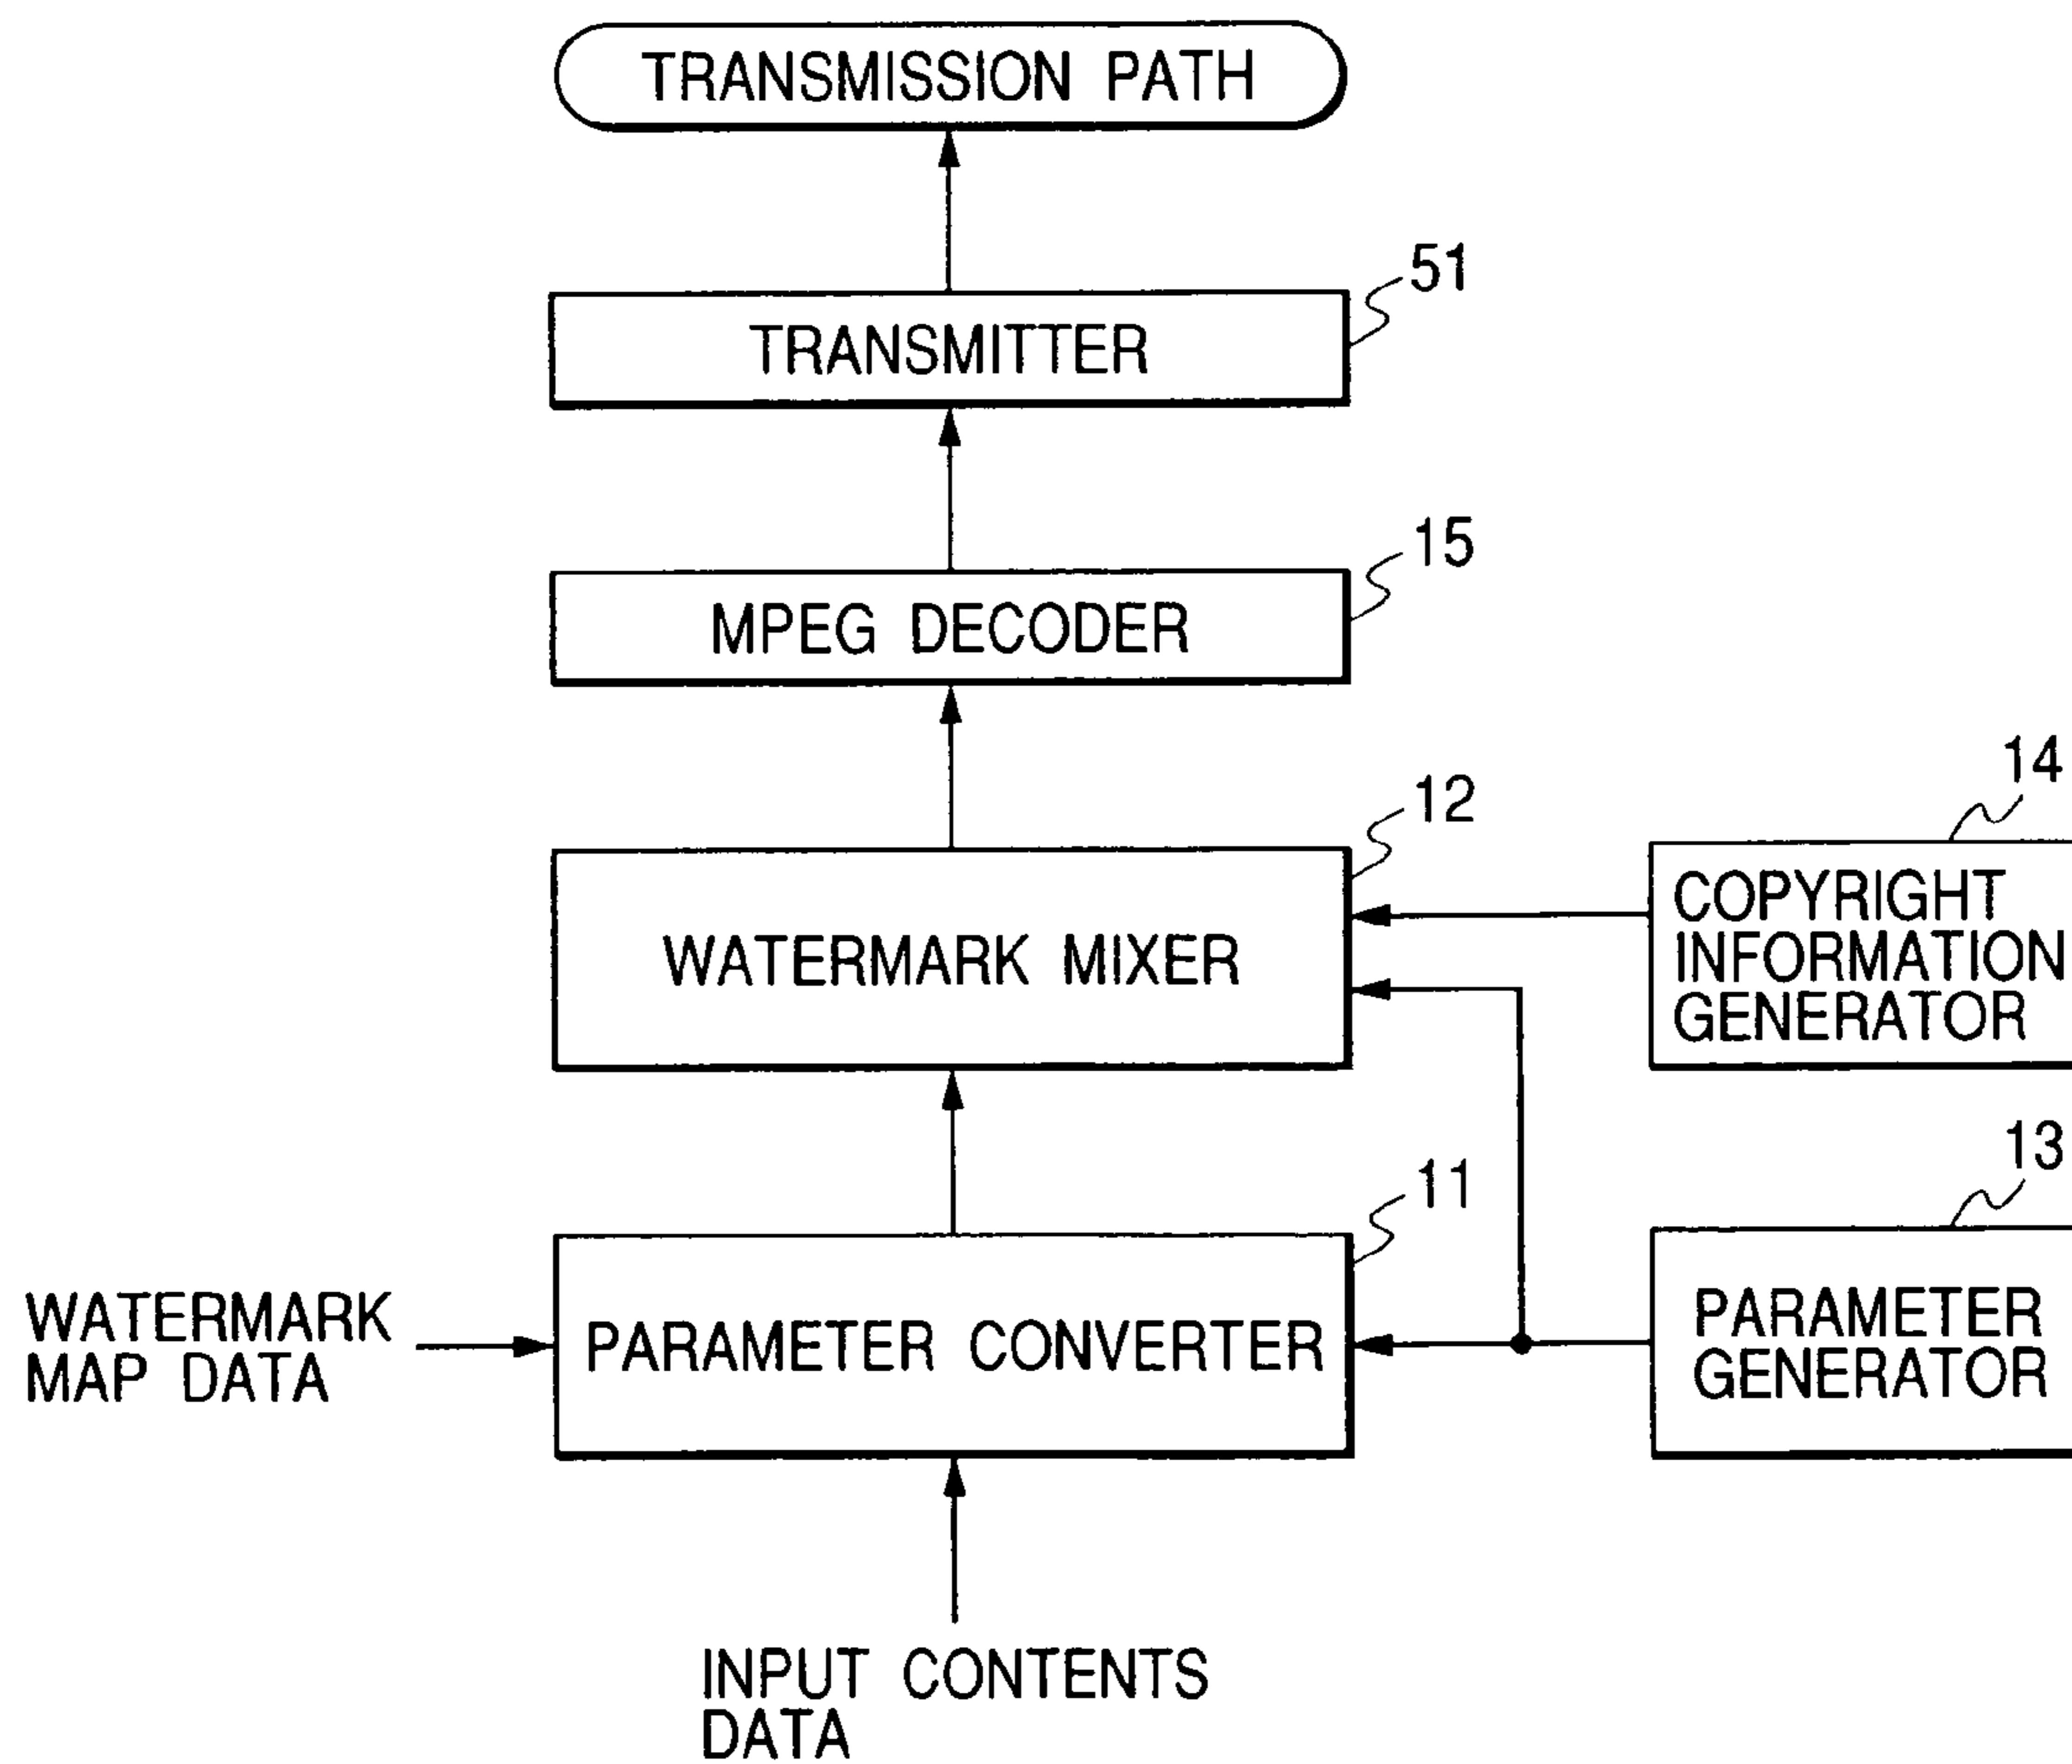 TRANSMISSION PATH
51
TRANSMITTER
15
MPEG DECODER
12
14
WATERMARK MIXER
COPYRIGHT
INFORMATION
GENERATOR
11
13
WATERMARK
MAP DATA
PARAMETER CONVERTER
PARAMETER
GENERATOR
INPUT CONTENTS
DATA